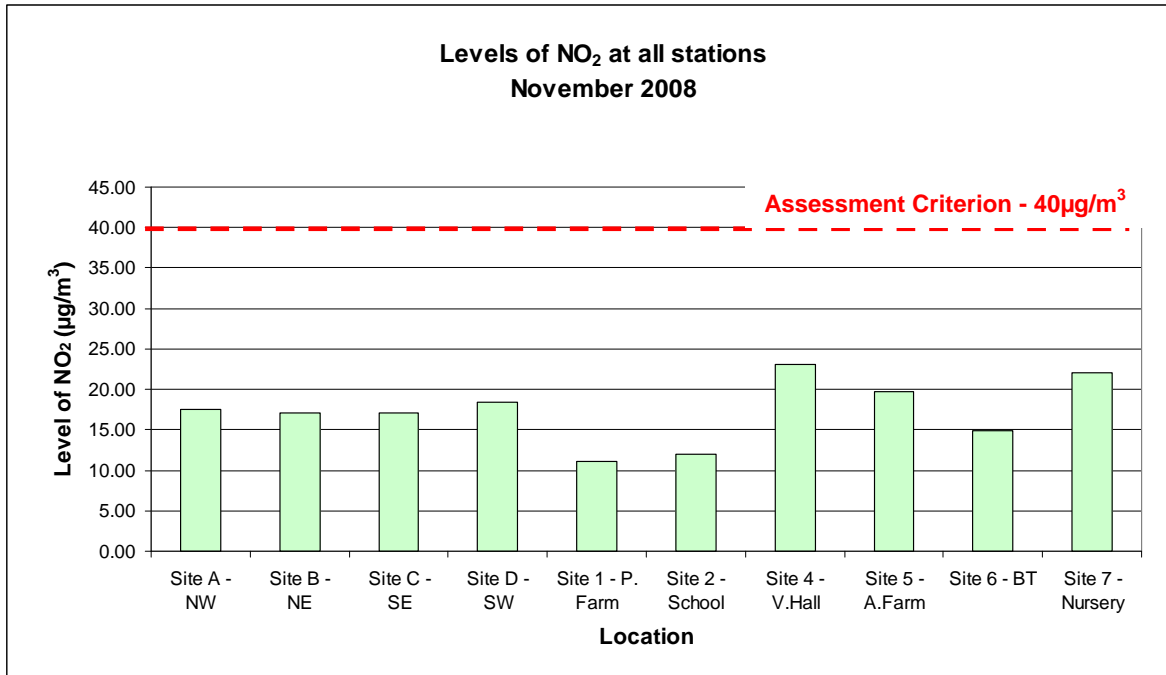 Levels of NO₂ at all stations
November 2008
Assessment Criterion - 40µg/m³
Level of NO₂ (µg/m³)
45.00
40.00
35.00
30.00
25.00
20.00
15.00
10.00
5.00
0.00
Site A - NW
Site B - NE
Site C - SE
Site D - SW
Site 1 - P. Farm
Site 2 - School
Site 4 - V.Hall
Site 5 - A.Farm
Site 6 - BT
Site 7 - Nursery
Location